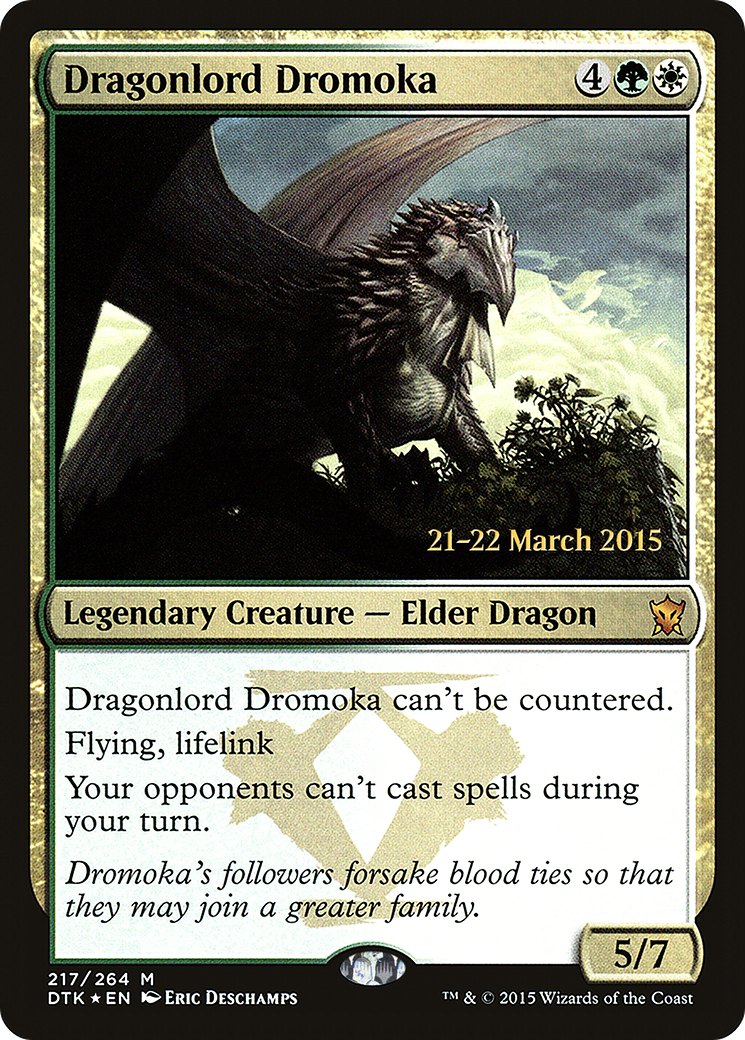 Dragonlord Dromoka 4
21–22 March 2015
Legendary Creature — Elder Dragon
Dragonlord Dromoka can't be countered.
Flying, lifelink
Your opponents can't cast spells during
your turn.
Dromoka's followers forsake blood ties so that
they may join a greater family.
5/7
217/264 M
DTK ★ EN Eric Deschamps
™ & © 2015 Wizards of the Coast